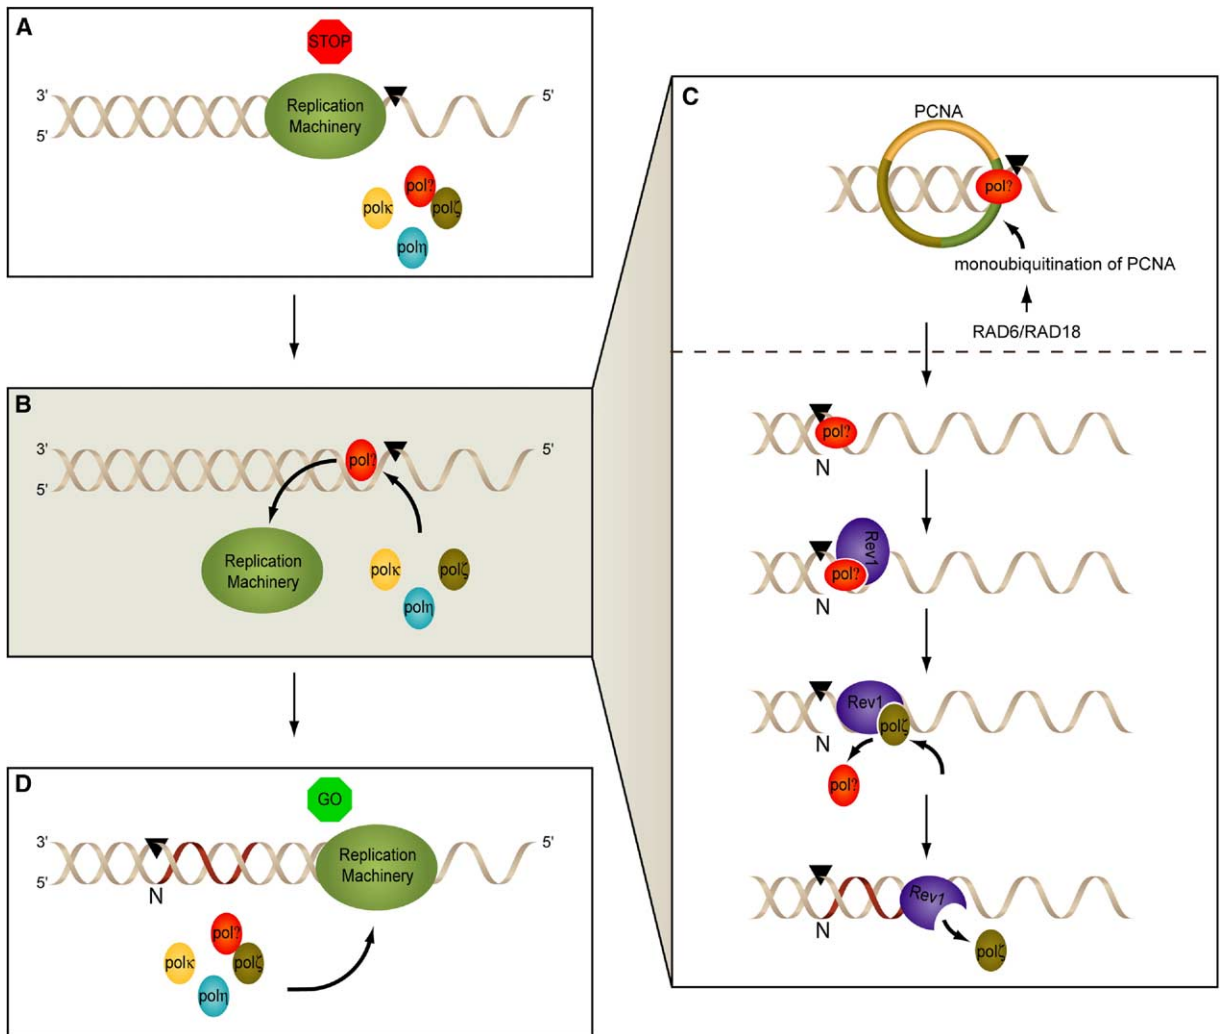 A
STOP
3'
5'
5'
Replication
Machinery
pol?
polκ
polζ
polη
B
3'
5'
5'
pol?
Replication
Machinery
polκ
polζ
polη
D
GO
3'
5'
5'
Replication
Machinery
N
pol?
polκ
polζ
polη
C
PCNA
pol?
monoubiquitination of PCNA
RAD6/RAD18
pol?
N
Rev1
pol?
N
Rev1
polζ
N
pol?
Rev1
N
polζ